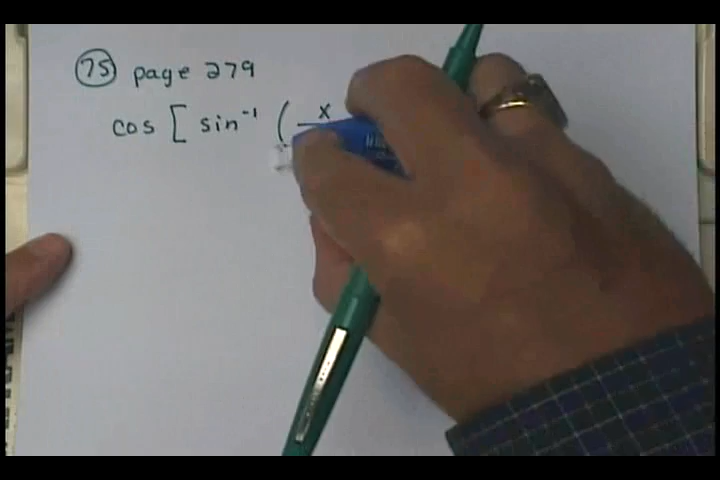 75 page 279
cos [ sin⁻¹ ( x